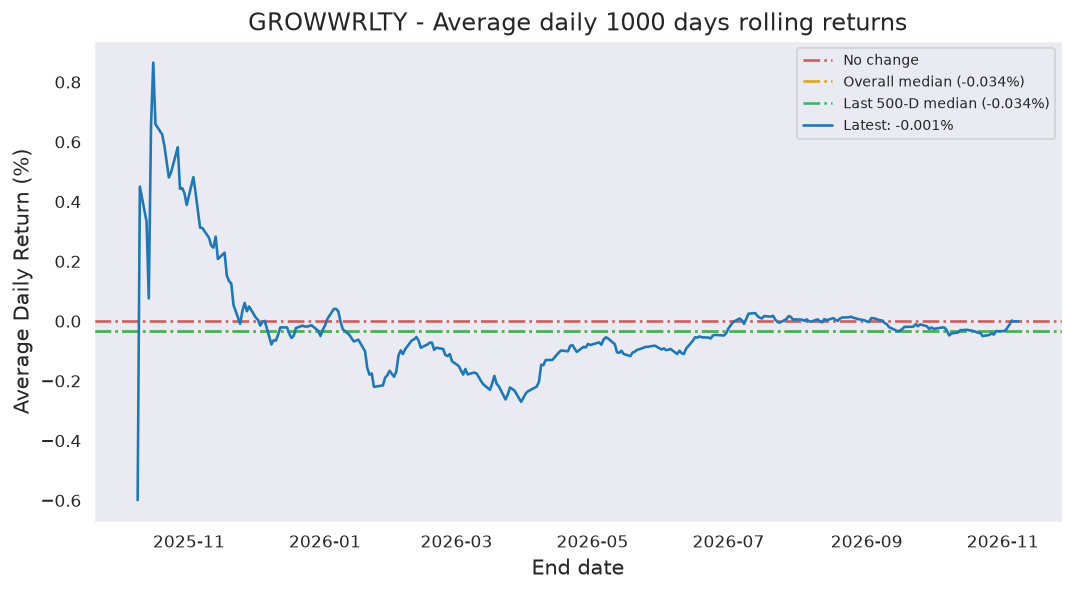 GROWWRLTY - Average daily 1000 days rolling returns
No change
Overall median (-0.034%)
Last 500-D median (-0.034%)
Latest: -0.001%
Average Daily Return (%)
0.8
0.6
0.4
0.2
0.0
−0.2
−0.4
−0.6
2025-11
2026-01
2026-03
2026-05
2026-07
2026-09
2026-11
End date